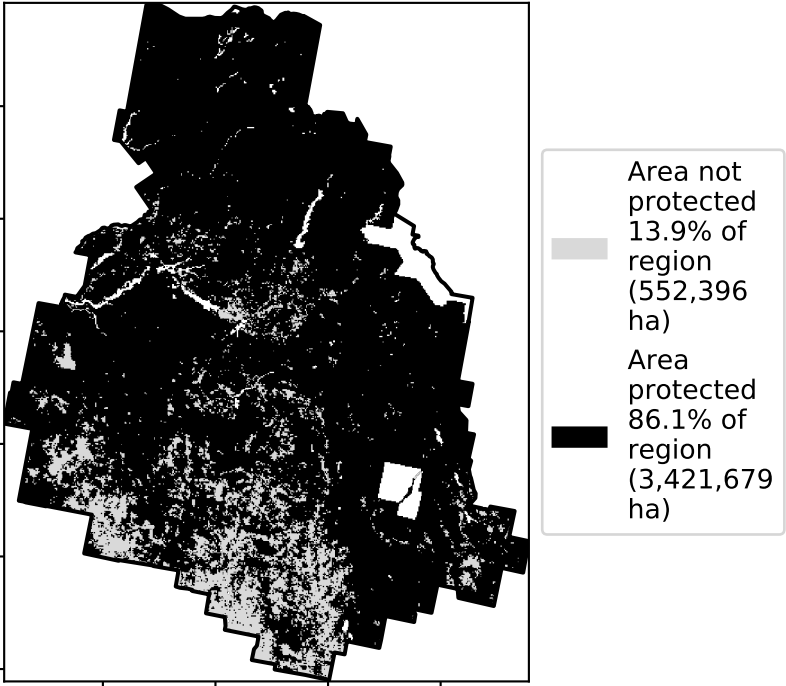 Area not
protected
13.9% of
region
(552,396
ha)
Area
protected
86.1% of
region
(3,421,679
ha)